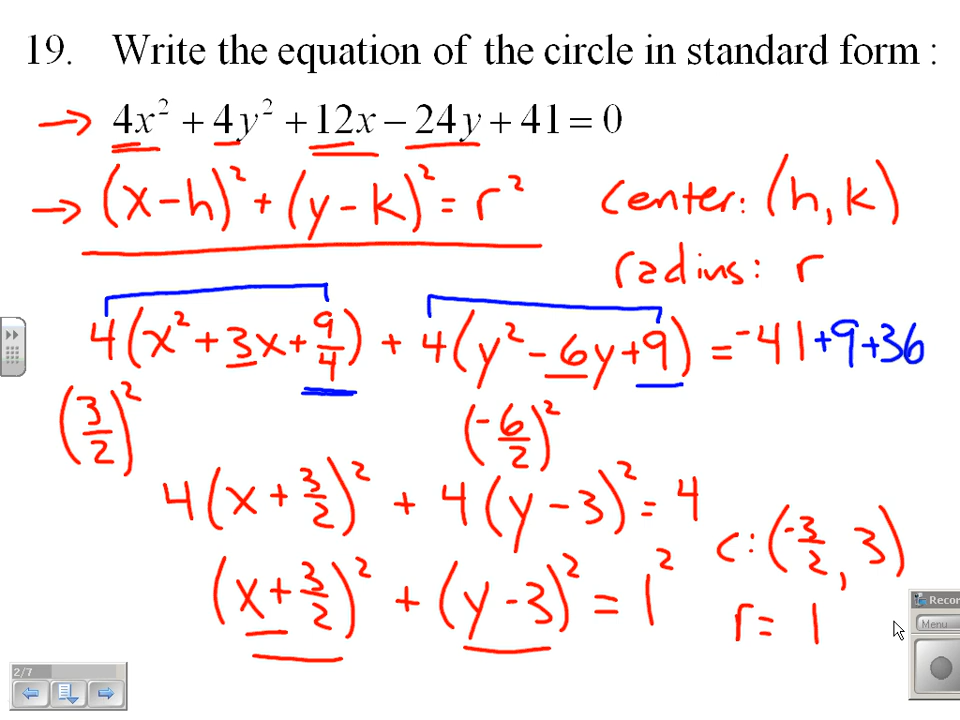 19. Write the equation of the circle in standard form :
→ 4x² + 4y² + 12x − 24y + 41 = 0
→ (x − h)² + (y − k)² = r²
center: (h, k)
radius: r
4(x² + 3x + 9/4) + 4(y² − 6y + 9) = -41 + 9 + 36
(3/2)² (-6/2)²
4(x + 3/2)² + 4(y − 3)² = 4
c: (-3/2, 3)
(x + 3/2)² + (y − 3)² = 1²
r = 1
Recor
Menu
2/7